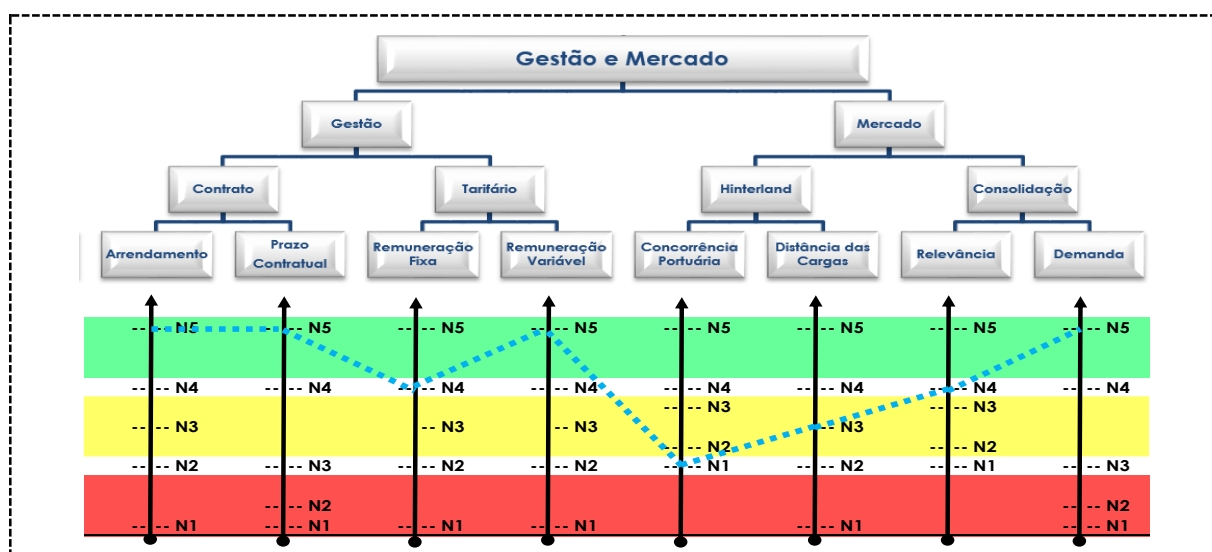 Gestão e Mercado
Gestão
Mercado
Contrato
Tarifário
Hinterland
Consolidação
Arrendamento
Prazo
Contratual
Remuneração
Fixa
Remuneração
Variável
Concorrência
Portuária
Distância das
Cargas
Relevância
Demanda
N5 N5 N5 N5 N5 N5 N5 N5
N4 N4 N4 N4 N4 N4 N4 N4
N3 N3
N3 N3 N3 N3
N2 N2
N2 N3 N2 N2 N1 N2 N1 N3
N2 N2
N1 N1 N1 N1 N1 N1